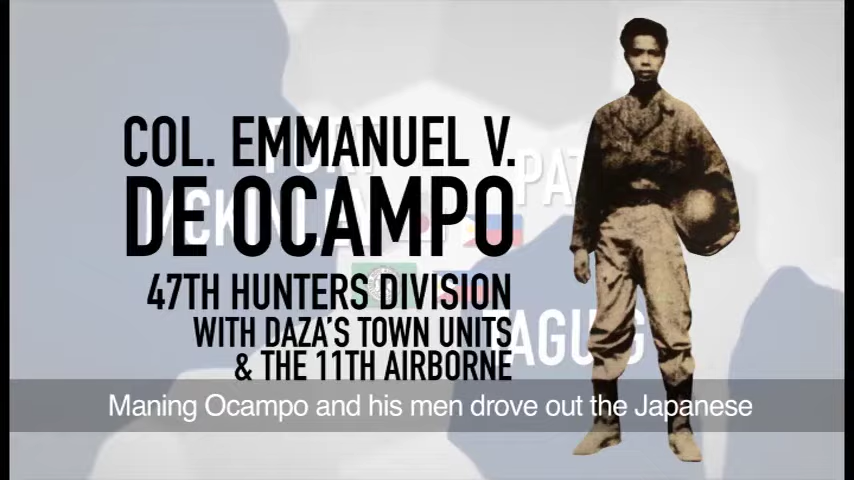 COL. EMMANUEL V.
DE OCAMPO
47TH HUNTERS DIVISION
WITH DAZA'S TOWN UNITS
& THE 11TH AIRBORNE
TAGUIG
Maning Ocampo and his men drove out the Japanese